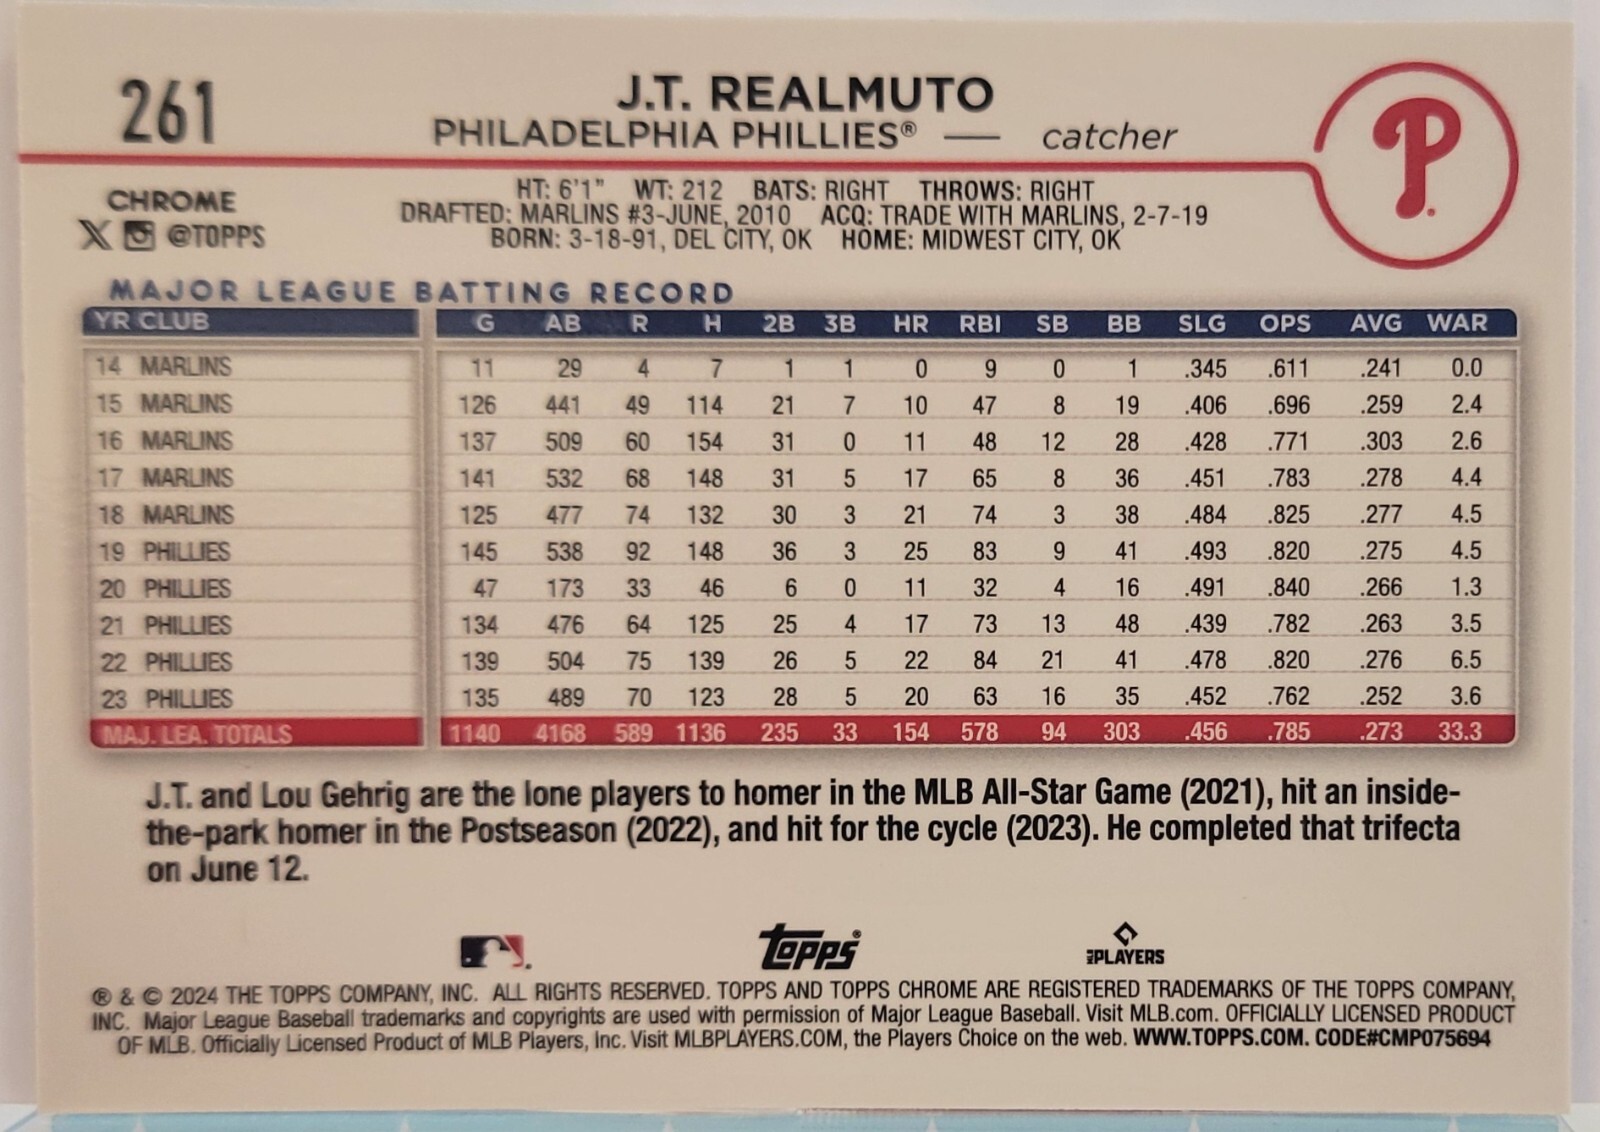 261
J.T. REALMUTO
PHILADELPHIA PHILLIES® — catcher
P
CHROME
X @TOPPS
HT: 6'1" WT: 212 BATS: RIGHT THROWS: RIGHT
DRAFTED: MARLINS #3-JUNE, 2010 ACQ: TRADE WITH MARLINS, 2-7-19
BORN: 3-18-91, DEL CITY, OK HOME: MIDWEST CITY, OK
MAJOR LEAGUE BATTING RECORD
YR CLUB G AB R H 2B 3B HR RBI SB BB SLG OPS AVG WAR
14 MARLINS 11 29 4 7 1 1 0 9 0 1 .345 .611 .241 0.0
15 MARLINS 126 441 49 114 21 7 10 47 8 19 .406 .696 .259 2.4
16 MARLINS 137 509 60 154 31 0 11 48 12 28 .428 .771 .303 2.6
17 MARLINS 141 532 68 148 31 5 17 65 8 36 .451 .783 .278 4.4
18 MARLINS 125 477 74 132 30 3 21 74 3 38 .484 .825 .277 4.5
19 PHILLIES 145 538 92 148 36 3 25 83 9 41 .493 .820 .275 4.5
20 PHILLIES 47 173 33 46 6 0 11 32 4 16 .491 .840 .266 1.3
21 PHILLIES 134 476 64 125 25 4 17 73 13 48 .439 .782 .263 3.5
22 PHILLIES 139 504 75 139 26 5 22 84 21 41 .478 .820 .276 6.5
23 PHILLIES 135 489 70 123 28 5 20 63 16 35 .452 .762 .252 3.6
MAJ. LEA. TOTALS 1140 4168 589 1136 235 33 154 578 94 303 .456 .785 .273 33.3
J.T. and Lou Gehrig are the lone players to homer in the MLB All-Star Game (2021), hit an inside-
the-park homer in the Postseason (2022), and hit for the cycle (2023). He completed that trifecta
on June 12.
Topps® MLB PLAYERS
® & © 2024 THE TOPPS COMPANY, INC. ALL RIGHTS RESERVED. TOPPS AND TOPPS CHROME ARE REGISTERED TRADEMARKS OF THE TOPPS COMPANY,
INC. Major League Baseball trademarks and copyrights are used with permission of Major League Baseball. Visit MLB.com. OFFICIALLY LICENSED PRODUCT
OF MLB. Officially Licensed Product of MLB Players, Inc. Visit MLBPLAYERS.COM, the Players Choice on the web. WWW.TOPPS.COM. CODE#CMP075694